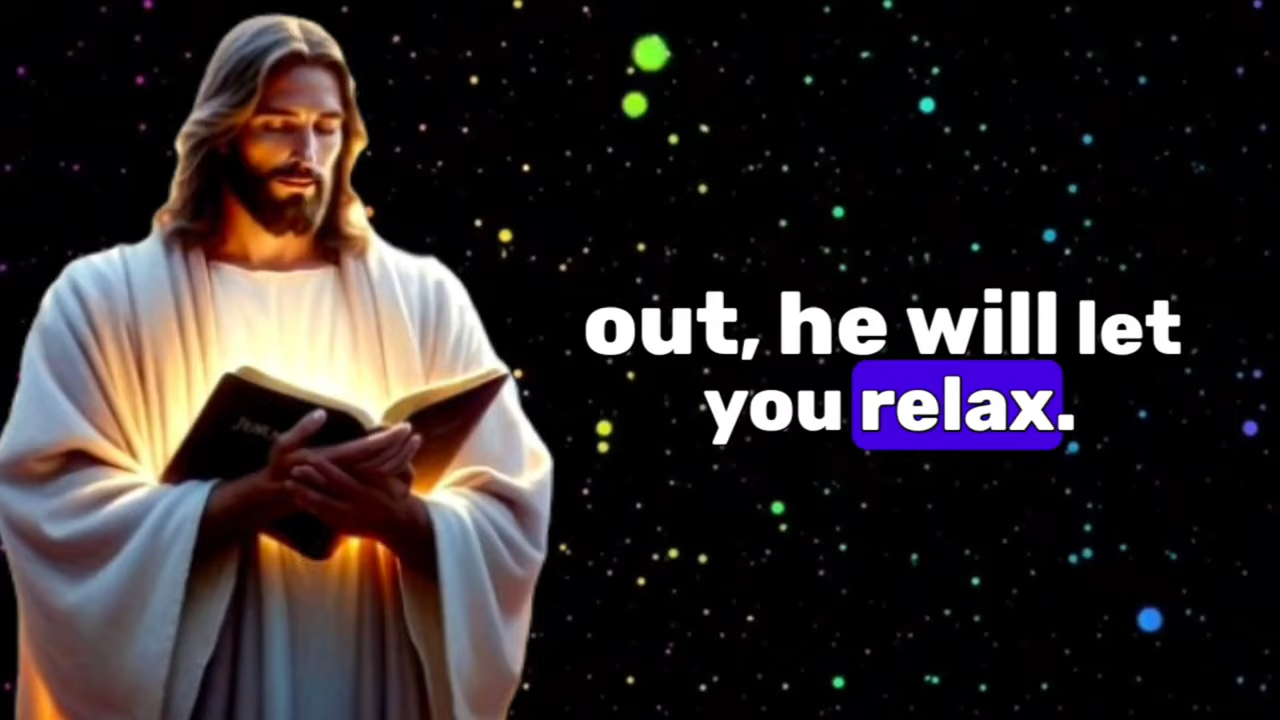 out, he will let
you relax.